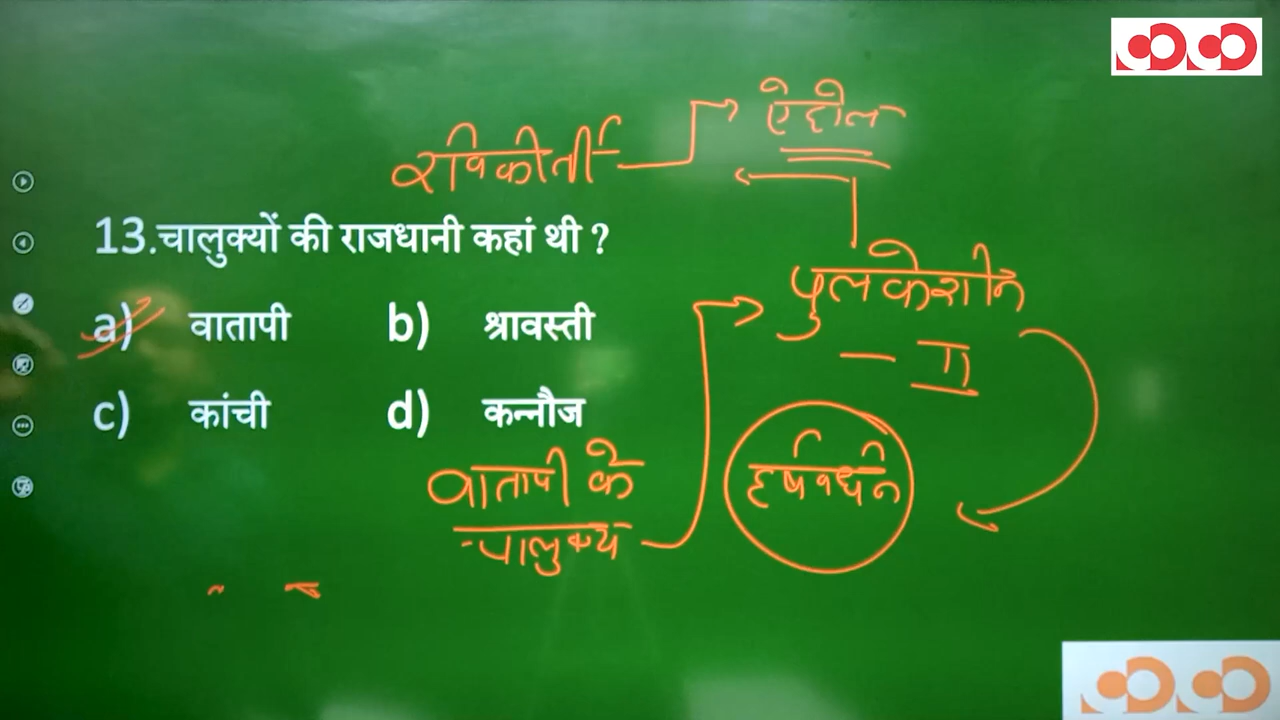 रविकीर्ती
ऐहोल
13.चालुक्यों की राजधानी कहां थी ?
पुलकेशीन
- II
a) वातापी b) श्रावस्ती
c) कांची d) कन्नौज
वातापी के
चालुक्य
हर्षवर्धन